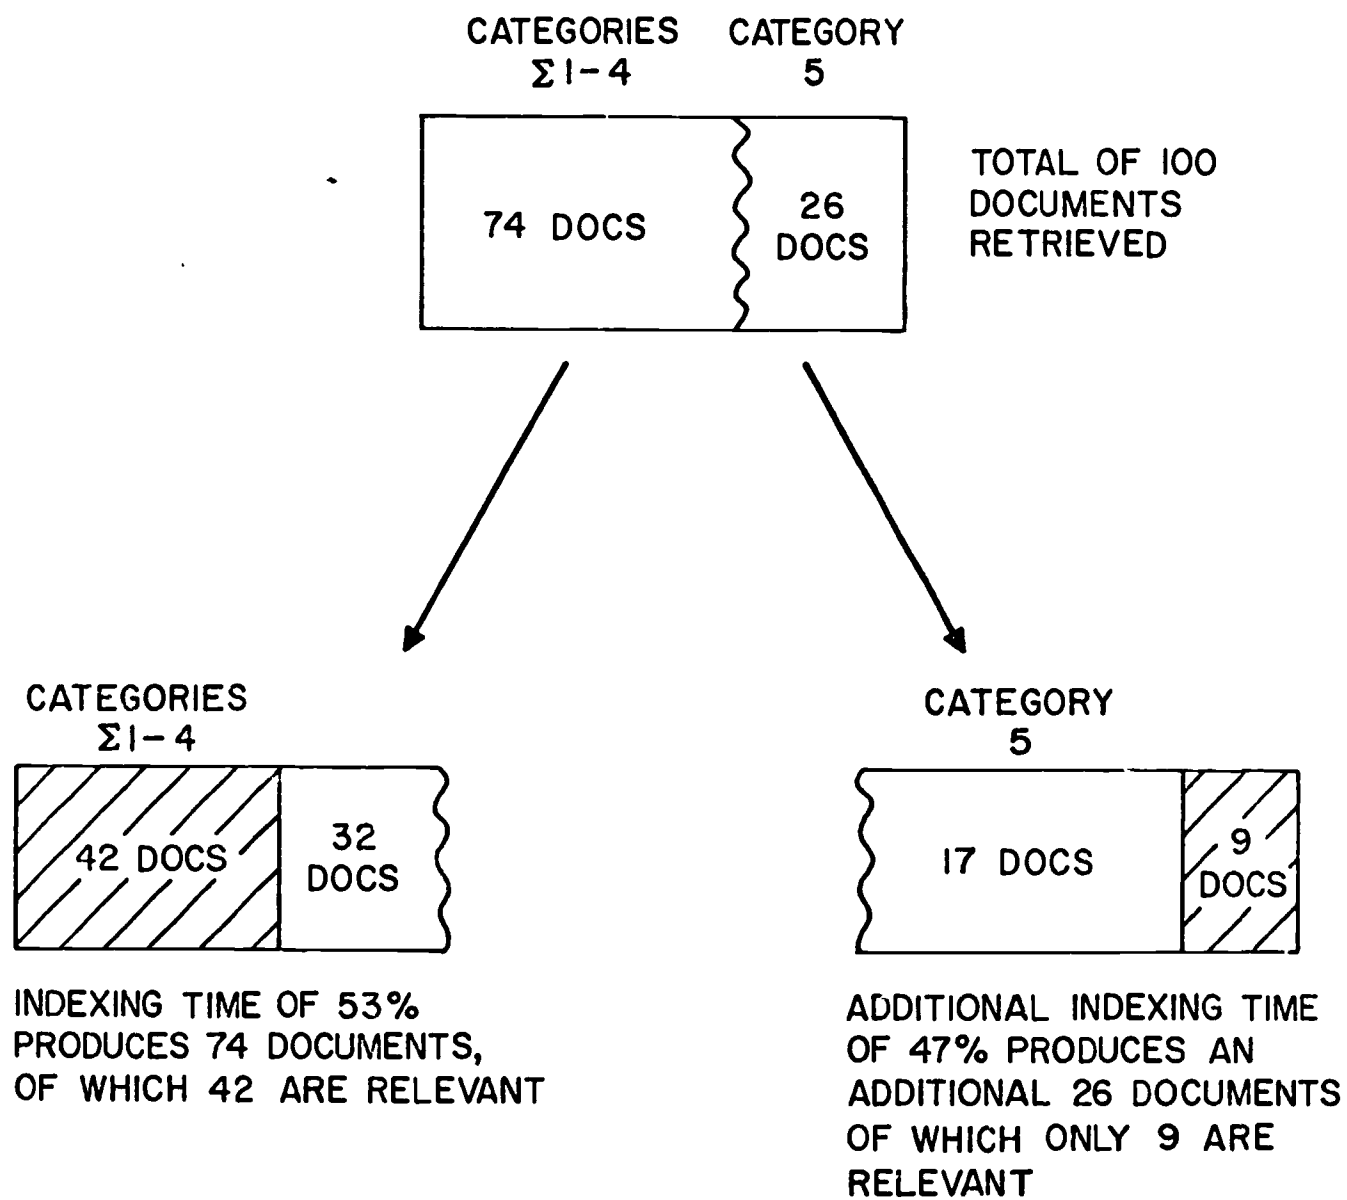 CATEGORIES
Σ1-4
CATEGORY
5
74 DOCS
26
DOCS
TOTAL OF 100
DOCUMENTS
RETRIEVED
CATEGORIES
Σ1-4
42 DOCS
32
DOCS
INDEXING TIME OF 53%
PRODUCES 74 DOCUMENTS,
OF WHICH 42 ARE RELEVANT
CATEGORY
5
17 DOCS
9
DOCS
ADDITIONAL INDEXING TIME
OF 47% PRODUCES AN
ADDITIONAL 26 DOCUMENTS
OF WHICH ONLY 9 ARE
RELEVANT